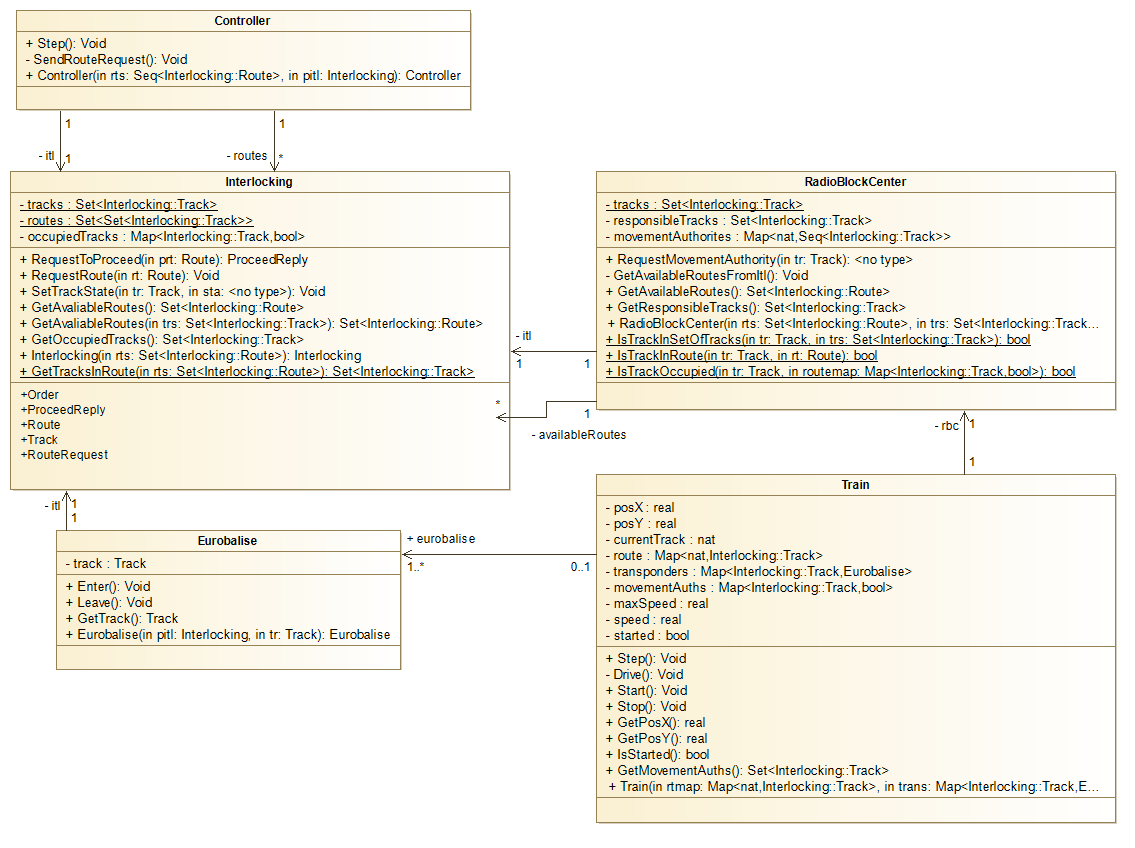 Controller
+ Step(): Void
- SendRouteRequest(): Void
+ Controller(in rts: Seq<Interlocking::Route>, in pitl: Interlocking): Controller
1
1
- itl
1
- routes
*
Interlocking
- tracks : Set<Interlocking::Track>
- routes : Set<Set<Interlocking::Track>>
- occupiedTracks : Map<Interlocking::Track,bool>
+ RequestToProceed(in prt: Route): ProceedReply
+ RequestRoute(in rt: Route): Void
+ SetTrackState(in tr: Track, in sta: <no type>): Void
+ GetAvaliableRoutes(): Set<Interlocking::Route>
+ GetAvaliableRoutes(in trs: Set<Interlocking::Track>): Set<Interlocking::Route>
+ GetOccupiedTracks(): Set<Interlocking::Track>
+ Interlocking(in rts: Set<Interlocking::Route>): Interlocking
+ GetTracksInRoute(in rts: Set<Interlocking::Route>): Set<Interlocking::Track>
+Order
+ProceedReply
+Route
+Track
+RouteRequest
RadioBlockCenter
- tracks : Set<Interlocking::Track>
- responsibleTracks : Set<Interlocking::Track>
- movementAuthorites : Map<nat,Seq<Interlocking::Track>>
+ RequestMovementAuthority(in tr: Track): <no type>
- GetAvailableRoutesFromItl(): Void
+ GetAvailableRoutes(): Set<Interlocking::Route>
+ GetResponsibleTracks(): Set<Interlocking::Track>
+ RadioBlockCenter(in rts: Set<Interlocking::Route>, in trs: Set<Interlocking::Track...
+ IsTrackInSetOfTracks(in tr: Track, in trs: Set<Interlocking::Track>): bool
+ IsTrackInRoute(in tr: Track, in rt: Route): bool
+ IsTrackOccupied(in tr: Track, in routemap: Map<Interlocking::Track,bool>): bool
- itl
1
1
*
1
- availableRoutes
- rbc
1
1
- itl
1
1
Eurobalise
- track : Track
+ Enter(): Void
+ Leave(): Void
+ GetTrack(): Track
+ Eurobalise(in pitl: Interlocking, in tr: Track): Eurobalise
+ eurobalise
1..*
0..1
Train
- posX : real
- posY : real
- currentTrack : nat
- route : Map<nat,Interlocking::Track>
- transponders : Map<Interlocking::Track,Eurobalise>
- movementAuths : Map<Interlocking::Track,bool>
- maxSpeed : real
- speed : real
- started : bool
+ Step(): Void
- Drive(): Void
+ Start(): Void
+ Stop(): Void
+ GetPosX(): real
+ GetPosY(): real
+ IsStarted(): bool
+ GetMovementAuths(): Set<Interlocking::Track>
+ Train(in rtmap: Map<nat,Interlocking::Track>, in trans: Map<Interlocking::Track,E...